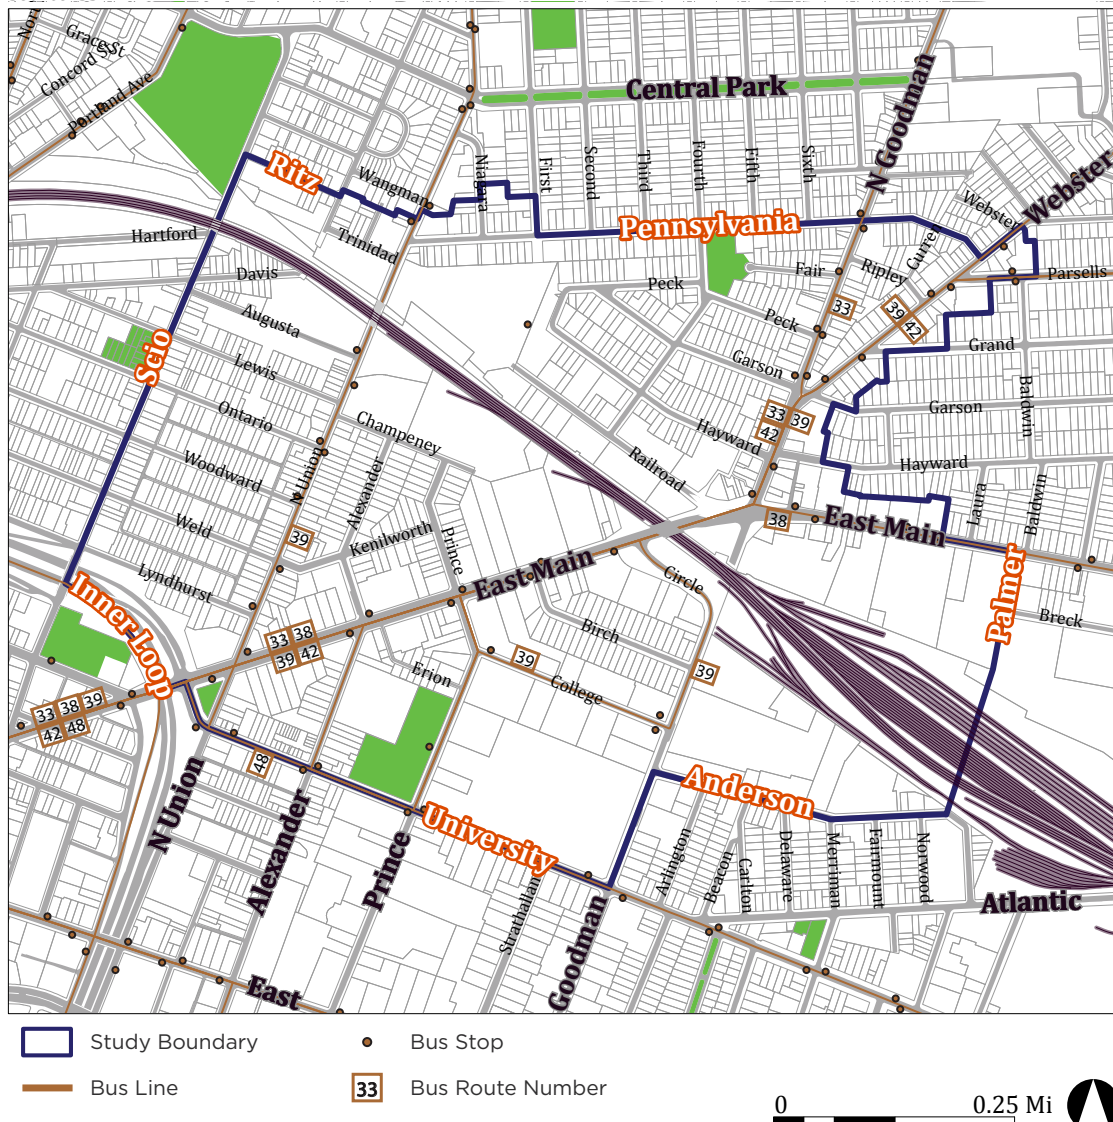 Nor
Grace St
Concord St
Portland Ave
Central Park
N Goodman
Ritz
Wangman
Niagara
First
Second
Third
Fourth
Fifth
Sixth
Webster
Webster
Pennsylvania
Hartford
Trinidad
Davis
Peck
Fair
Ripley
Curren
Parsells
Augusta
33
39
42
Peck
Scio
Lewis
Garson
Grand
Baldwin
Ontario
Champeney
33
39
42
Garson
Hayward
Woodward
N Union
Alexander
Railroad
Hayward
Weld
39
Kenilworth
Prince
38
East Main
Laura
Baldwin
Lyndhurst
East Main
Circle
Palmer
Inner Loop
33 38
39 42
Birch
Breck
Erion
39
College
39
33 38 39
42 48
48
Anderson
N Union
Alexander
Prince
University
Arlington
Beacon
Carlton
Delaware
Merriman
Fairmount
Norwood
Strathallan
Atlantic
Goodman
East
Study Boundary
Bus Stop
Bus Line
33
Bus Route Number
0
0.25 Mi